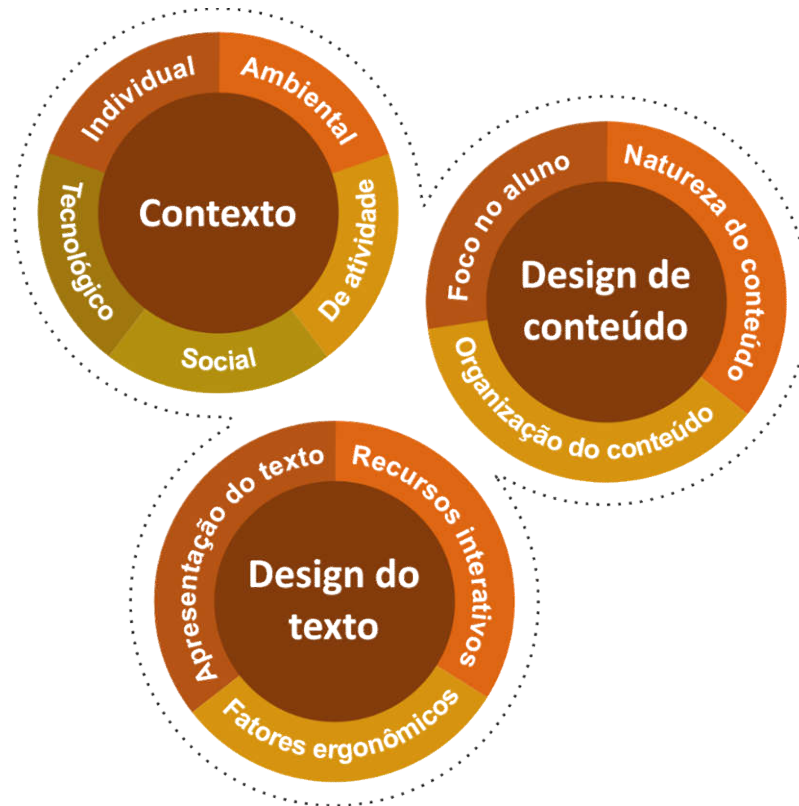 Individual
Ambiental
De atividade
Social
Tecnológico
Contexto
Foco no aluno
Natureza do conteúdo
Organização do conteúdo
Design de
conteúdo
Apresentação do texto
Recursos interativos
Fatores ergonômicos
Design do
texto